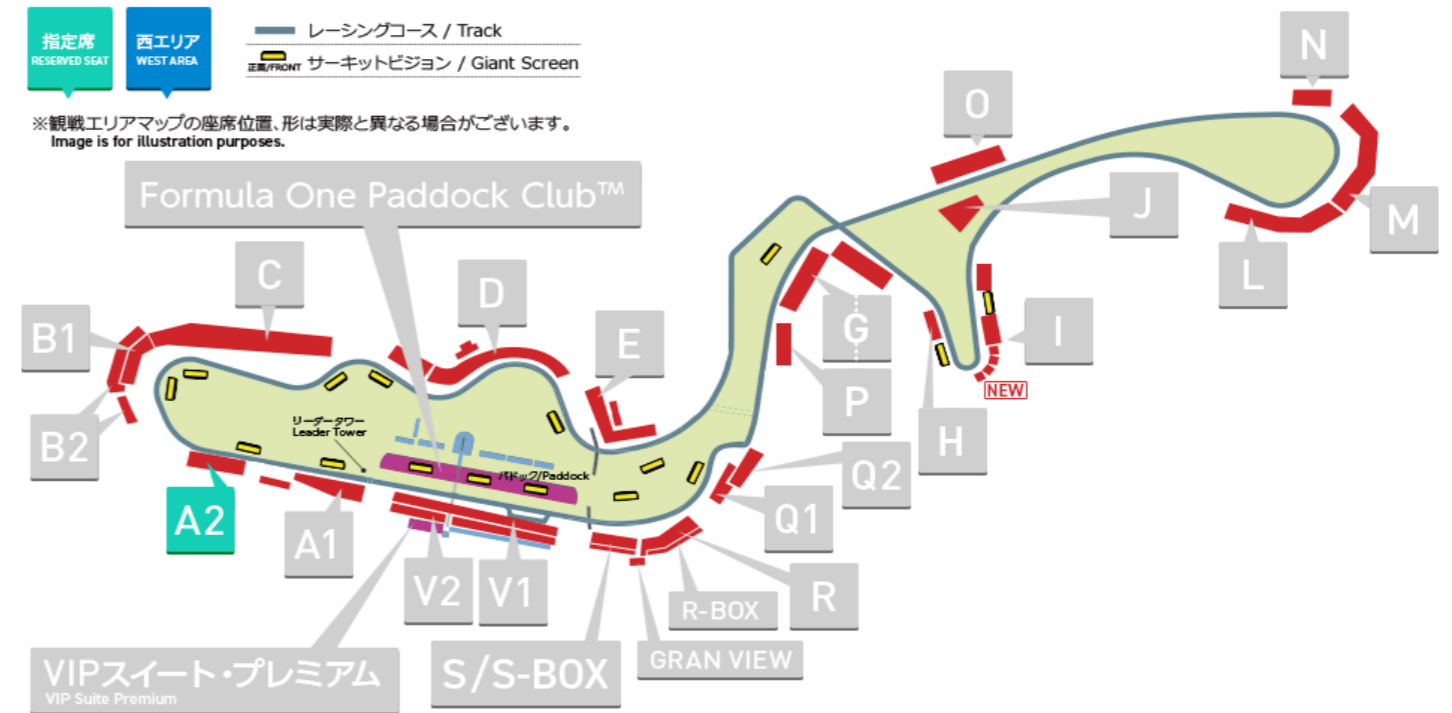 指定席
RESERVED SEAT
西エリア
WEST AREA
レーシングコース / Track
正面/FRONT サーキットビジョン / Giant Screen
※観戦エリアマップの座席位置、形は実際と異なる場合がございます。
Image is for illustration purposes.
Formula One Paddock Club™
N
O
J
M
L
C
D
B1
E
G
I
P
NEW
リーダータワー
Leader Tower
H
B2
パドック/Paddock
Q2
A2
A1
Q1
V2
V1
R
R-BOX
GRAN VIEW
S/S-BOX
VIPスイート・プレミアム
VIP Suite Premium